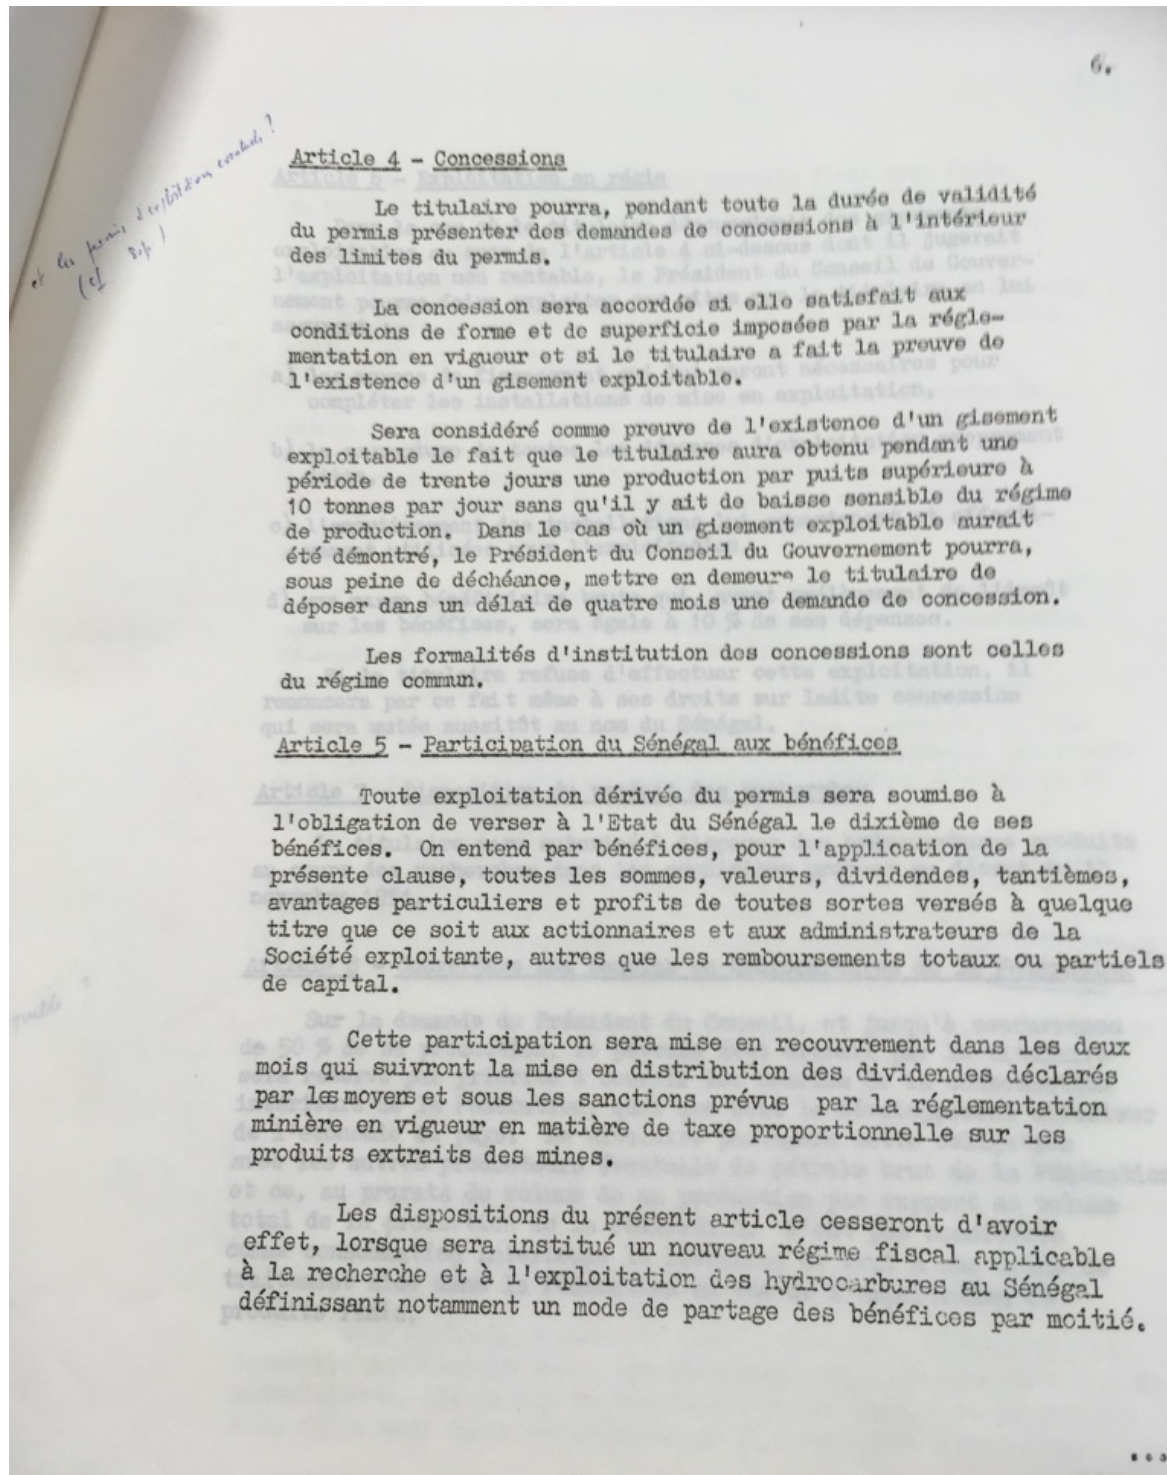 6.
et les permis d'exploitation éventuels ?
(cf
Article 4 - Concessions
Le titulaire pourra, pendant toute la durée de validité
du permis présenter des demandes de concessions à l'intérieur
des limites du permis.
La concession sera accordée si elle satisfait aux
conditions de forme et de superficie imposées par la régle-
mentation en vigueur et si le titulaire a fait la preuve de
l'existence d'un gisement exploitable.
Sera considéré comme preuve de l'existence d'un gisement
exploitable le fait que le titulaire aura obtenu pendant une
période de trente jours une production par puits supérieure à
10 tonnes par jour sans qu'il y ait de baisse sensible du régime
de production. Dans le cas où un gisement exploitable aurait
été démontré, le Président du Conseil du Gouvernement pourra,
sous peine de déchéance, mettre en demeure le titulaire de
déposer dans un délai de quatre mois une demande de concession.
Les formalités d'institution des concessions sont celles
du régime commun.
Article 5 - Participation du Sénégal aux bénéfices
Toute exploitation dérivée du permis sera soumise à
l'obligation de verser à l'Etat du Sénégal le dixième de ses
bénéfices. On entend par bénéfices, pour l'application de la
présente clause, toutes les sommes, valeurs, dividendes, tantièmes,
avantages particuliers et profits de toutes sortes versés à quelque
titre que ce soit aux actionnaires et aux administrateurs de la
Société exploitante, autres que les remboursements totaux ou partiels
de capital.
Cette participation sera mise en recouvrement dans les deux
mois qui suivront la mise en distribution des dividendes déclarés
par les moyens et sous les sanctions prévus par la réglementation
minière en vigueur en matière de taxe proportionnelle sur les
produits extraits des mines.
Les dispositions du présent article cesseront d'avoir
effet, lorsque sera institué un nouveau régime fiscal applicable
à la recherche et à l'exploitation des hydrocarbures au Sénégal
définissant notamment un mode de partage des bénéfices par moitié.
...